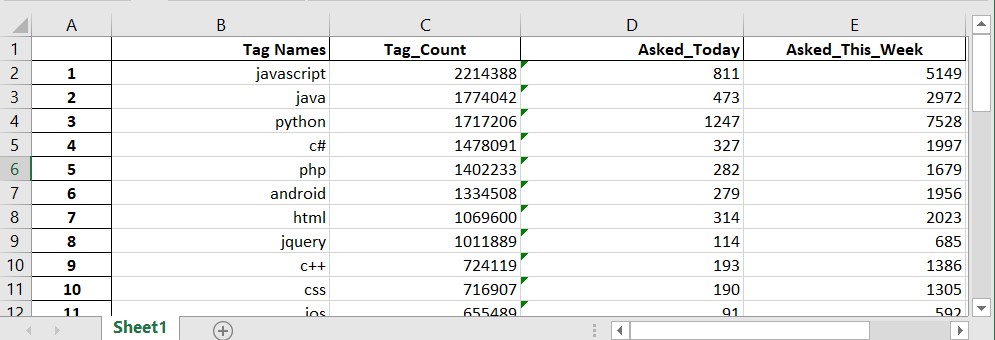 A B C D E
1 Tag Names Tag_Count Asked_Today Asked_This_Week
2 1 javascript 2214388 811 5149
3 2 java 1774042 473 2972
4 3 python 1717206 1247 7528
5 4 c# 1478091 327 1997
6 5 php 1402233 282 1679
7 6 android 1334508 279 1956
8 7 html 1069600 314 2023
9 8 jquery 1011889 114 685
10 9 c++ 724119 193 1386
11 10 css 716907 190 1305
12 11 ios 655489 91 592
Sheet1